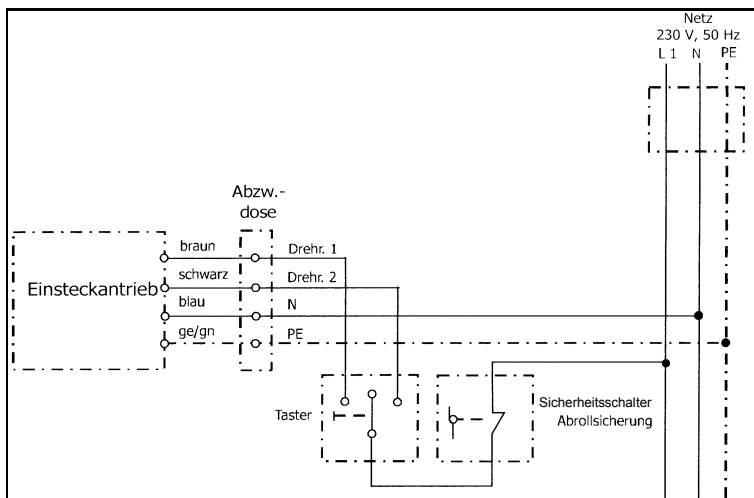 Netz
230 V, 50 Hz
L 1 N PE
Abzw.-
dose
braun
Drehr. 1
schwarz
Drehr. 2
Einsteckantrieb
blau
N
ge/gn
PE
Taster
Sicherheitsschalter
Abrollsicherung